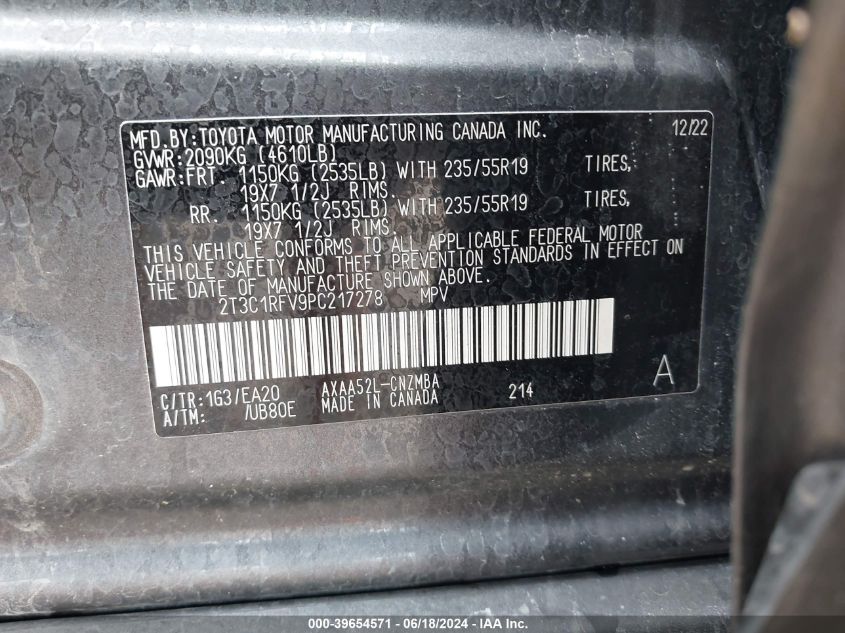 MFD.BY:TOYOTA MOTOR MANUFACTURING CANADA INC. 12/22
GVWR:2090KG (4610LB)
GAWR:FRT 1150KG (2535LB) WITH 235/55R19 TIRES,
19X7 1/2J RIMS
RR. 1150KG (2535LB) WITH 235/55R19 TIRES,
19X7 1/2J RIMS
THIS VEHICLE CONFORMS TO ALL APPLICABLE FEDERAL MOTOR
VEHICLE SAFETY AND THEFT PREVENTION STANDARDS IN EFFECT ON
THE DATE OF MANUFACTURE SHOWN ABOVE.
2T3C1RFV9PC217278 MPV
C/TR:1G3/EA20 AXAA52L-CNZMBA A
A/TM: /UB80E MADE IN CANADA 214
000-39654571 - 06/18/2024 - IAA Inc.